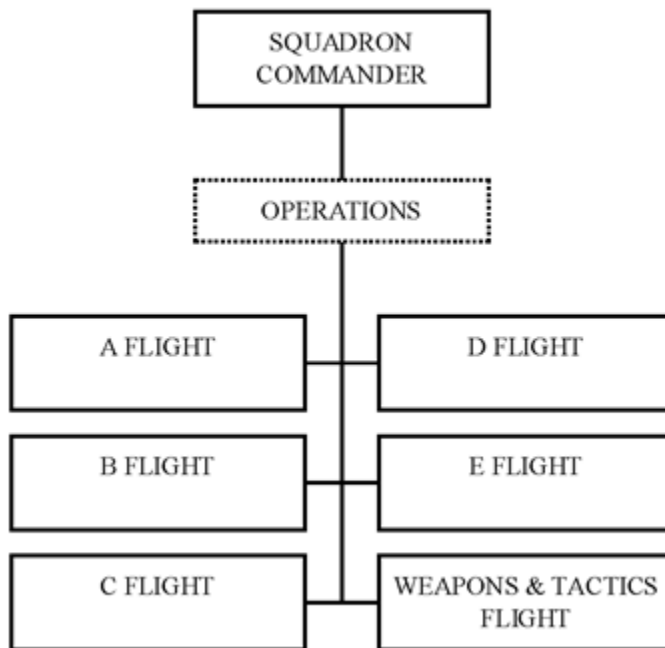 SQUADRON
COMMANDER
OPERATIONS
A FLIGHT
D FLIGHT
B FLIGHT
E FLIGHT
C FLIGHT
WEAPONS & TACTICS
FLIGHT